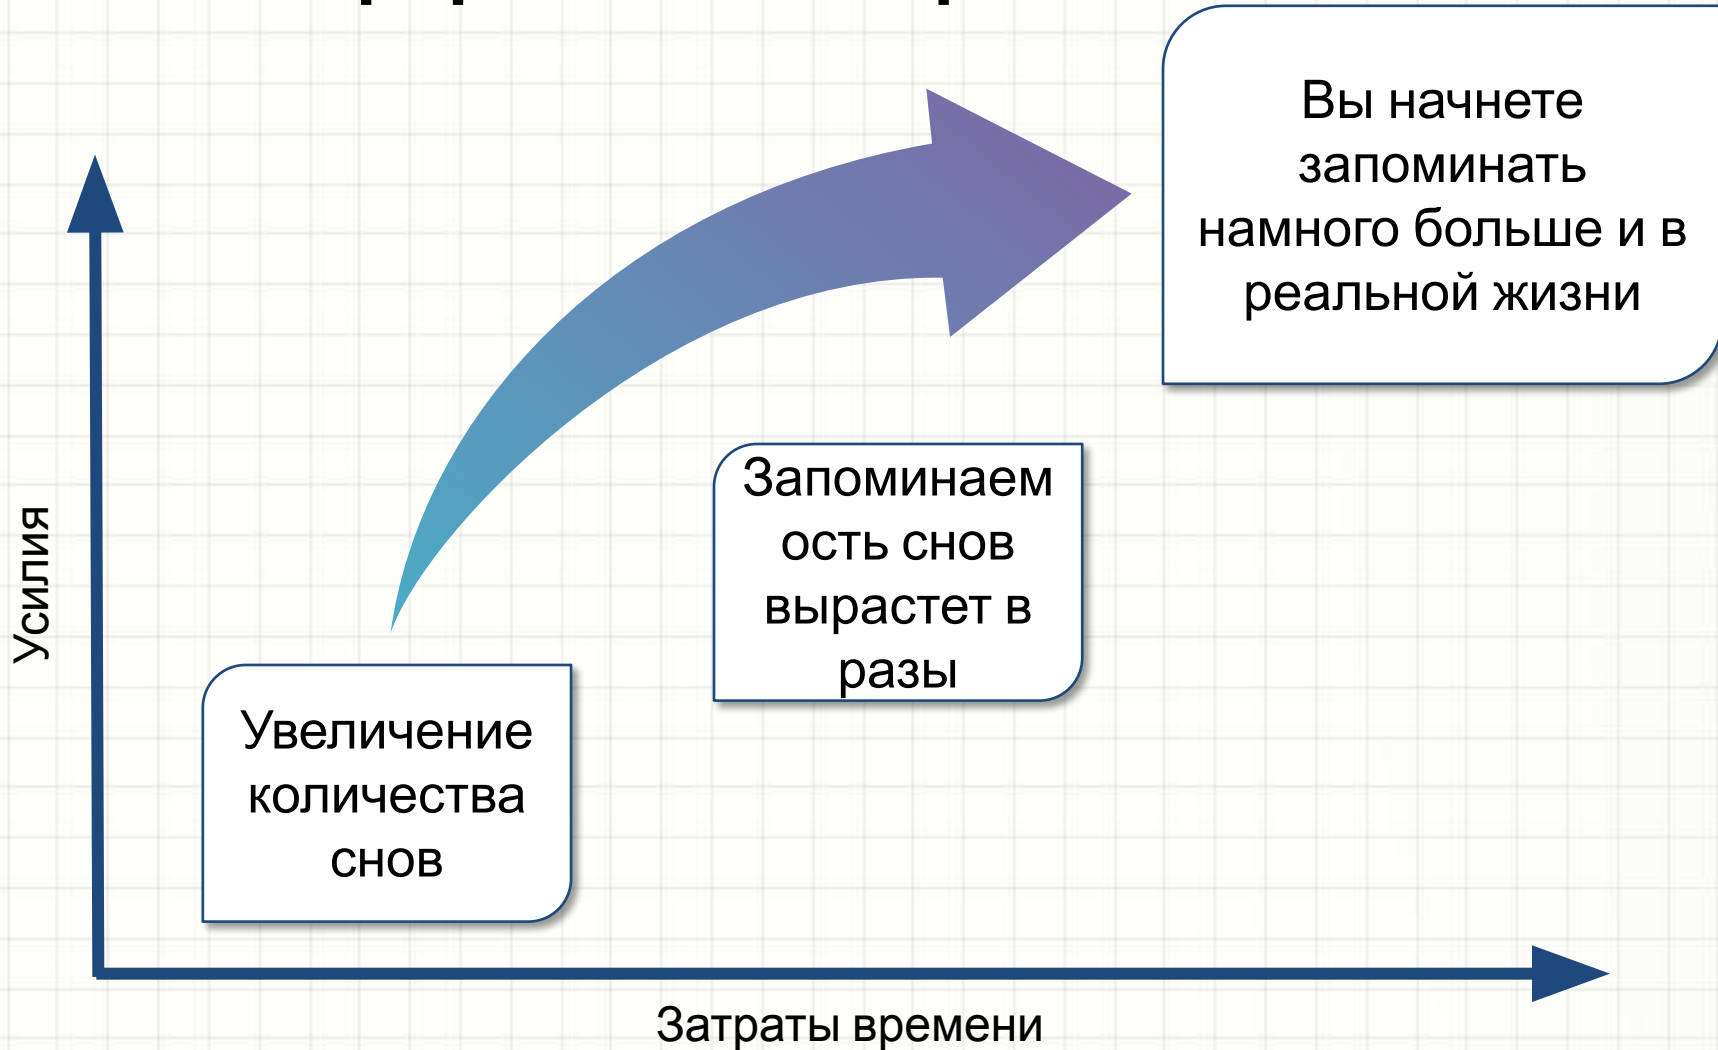 Вы начнете
запоминать
намного больше и в
реальной жизни
Запоминаем
ость снов
вырастет в
разы
Увеличение
количества
снов
Усилия
Затраты времени